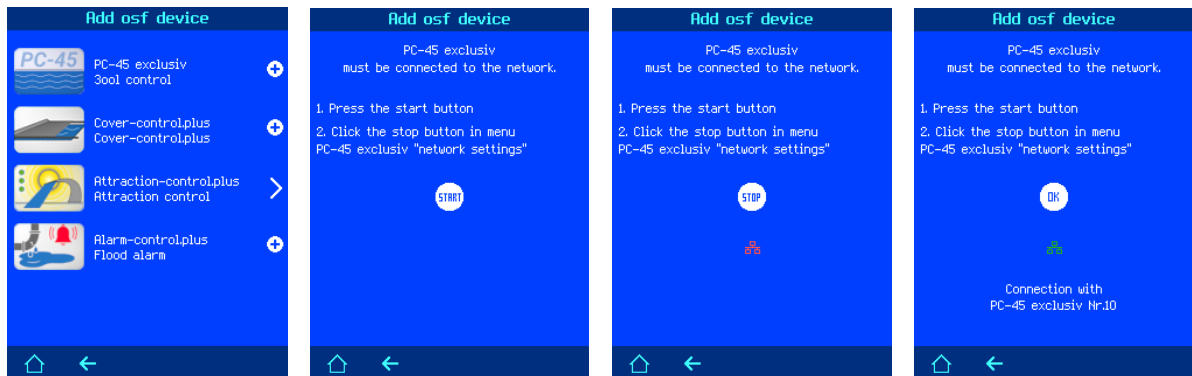 Add osf device
PC-45
PC-45 exclusiv
3ool control
Cover-control.plus
Cover-control.plus
Attraction-control.plus
Attraction control
Alarm-control.plus
Flood alarm
Add osf device
PC-45 exclusiv
must be connected to the network.
1. Press the start button
2. Click the stop button in menu
PC-45 exclusiv "network settings"
START
Add osf device
PC-45 exclusiv
must be connected to the network.
1. Press the start button
2. Click the stop button in menu
PC-45 exclusiv "network settings"
STOP
Add osf device
PC-45 exclusiv
must be connected to the network.
1. Press the start button
2. Click the stop button in menu
PC-45 exclusiv "network settings"
OK
Connection with
PC-45 exclusiv Nr.10